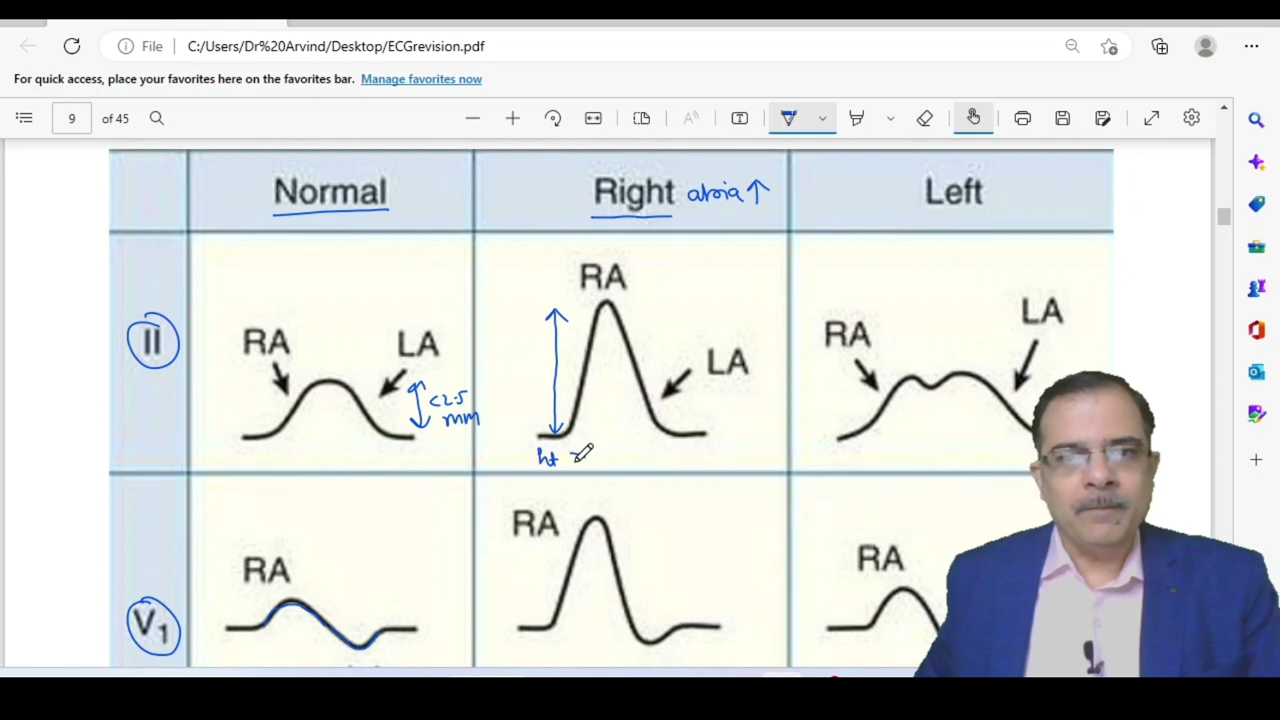 File | C:/Users/Dr%20Arvind/Desktop/ECGrevision.pdf
For quick access, place your favorites here on the favorites bar. Manage favorites now
9 of 45
Normal Right atria ↑ Left
II
RA LA <2.5 mm
RA LA
ht
RA LA
V1
RA
RA
RA